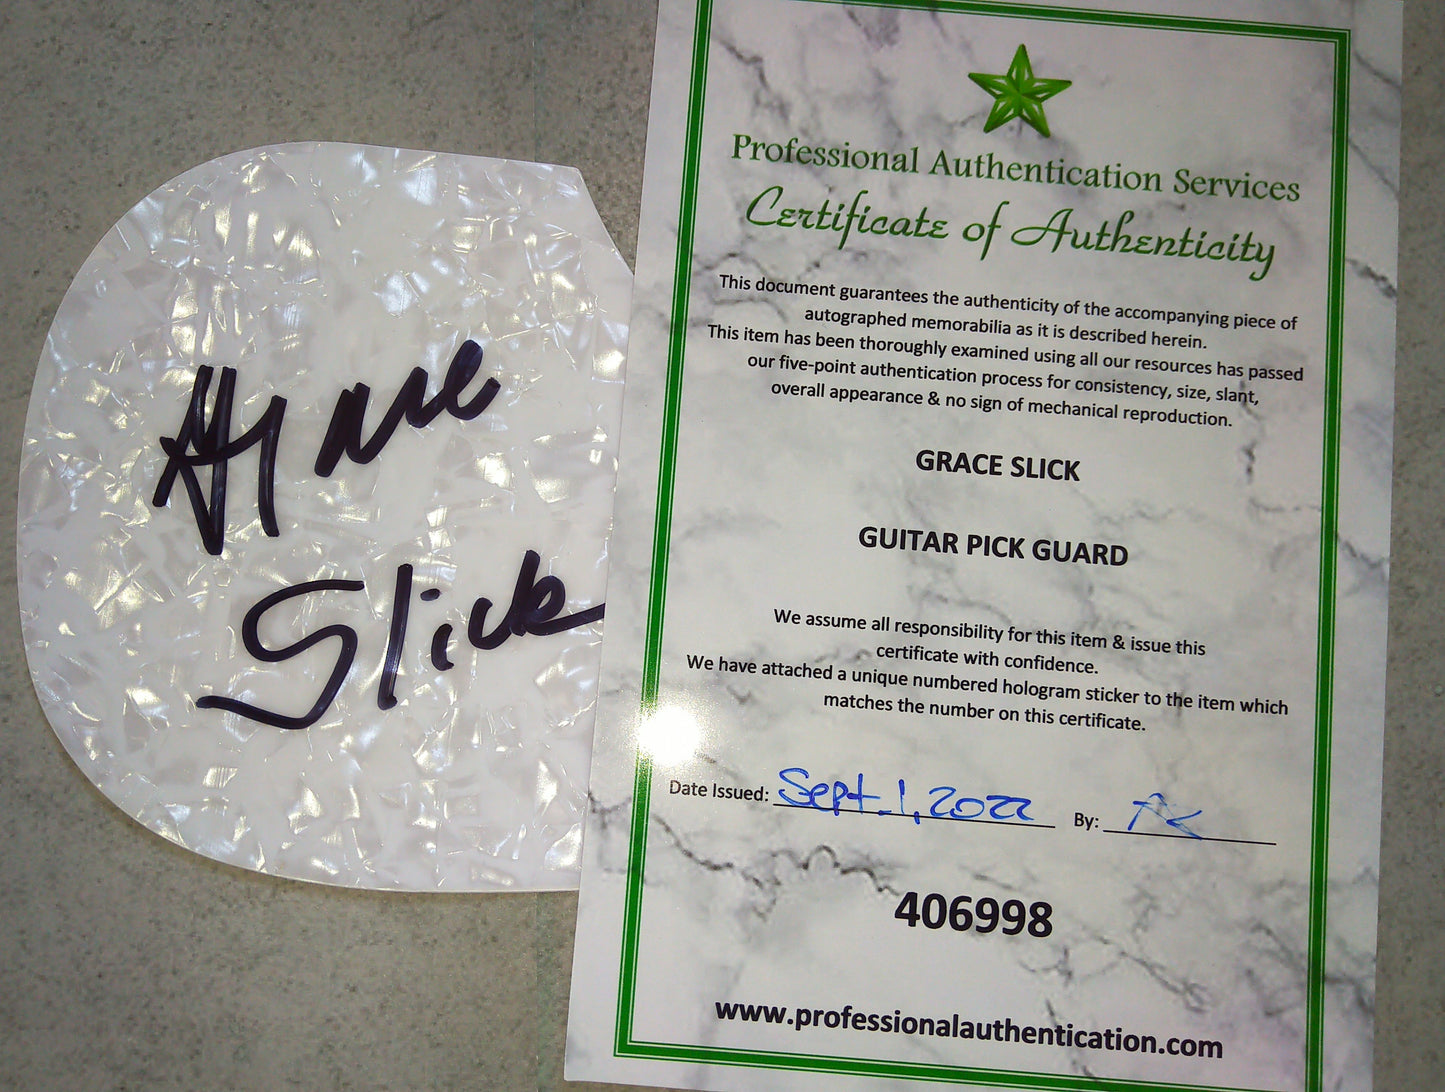 Grace
Slick
Professional Authentication Services
Certificate of Authenticity
This document guarantees the authenticity of the accompanying piece of
autographed memorabilia as it is described herein.
This item has been thoroughly examined using all our resources has passed
our five-point authentication process for consistency, size, slant,
overall appearance & no sign of mechanical reproduction.
GRACE SLICK
GUITAR PICK GUARD
We assume all responsibility for this item & issue this
certificate with confidence.
We have attached a unique numbered hologram sticker to the item which
matches the number on this certificate.
Date Issued: Sept 1, 2022 By:
406998
www.professionalauthentication.com